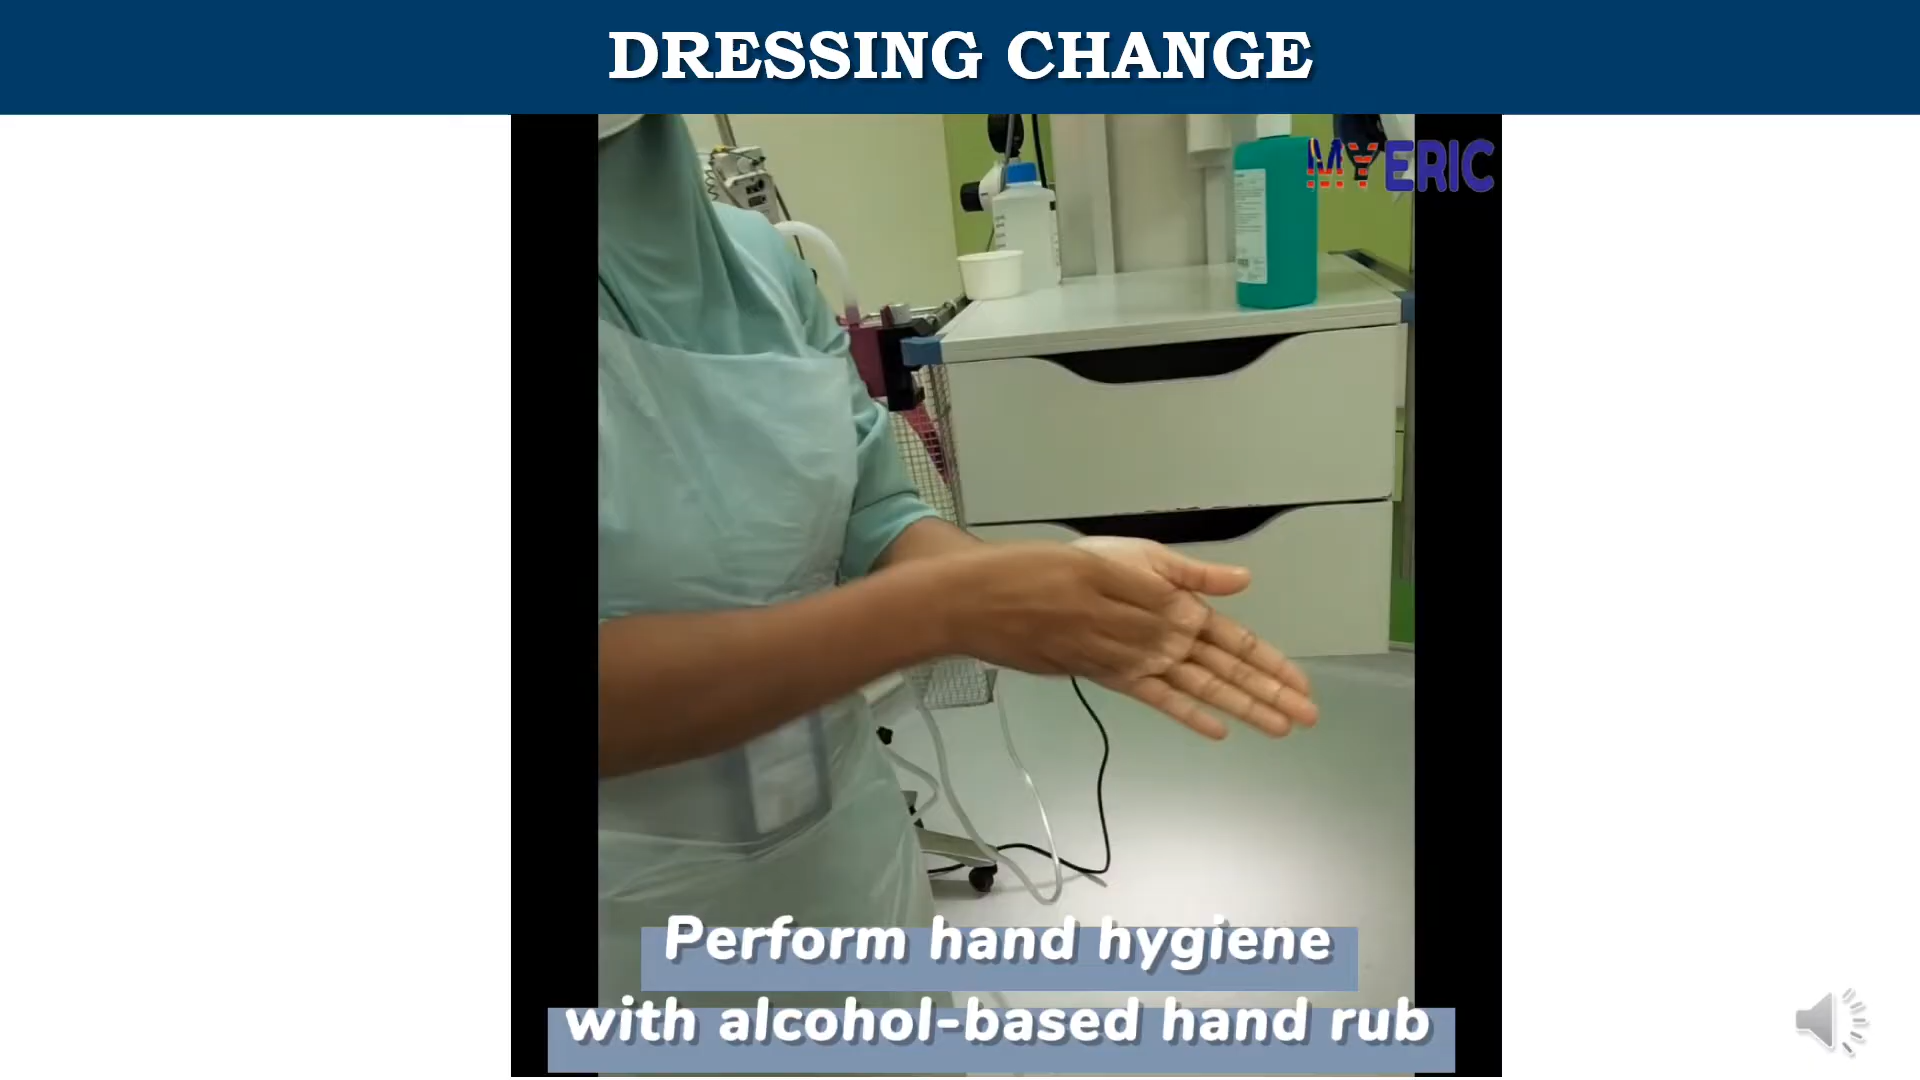 DRESSING CHANGE
MYERIC
Perform hand hygiene
with alcohol-based hand rub